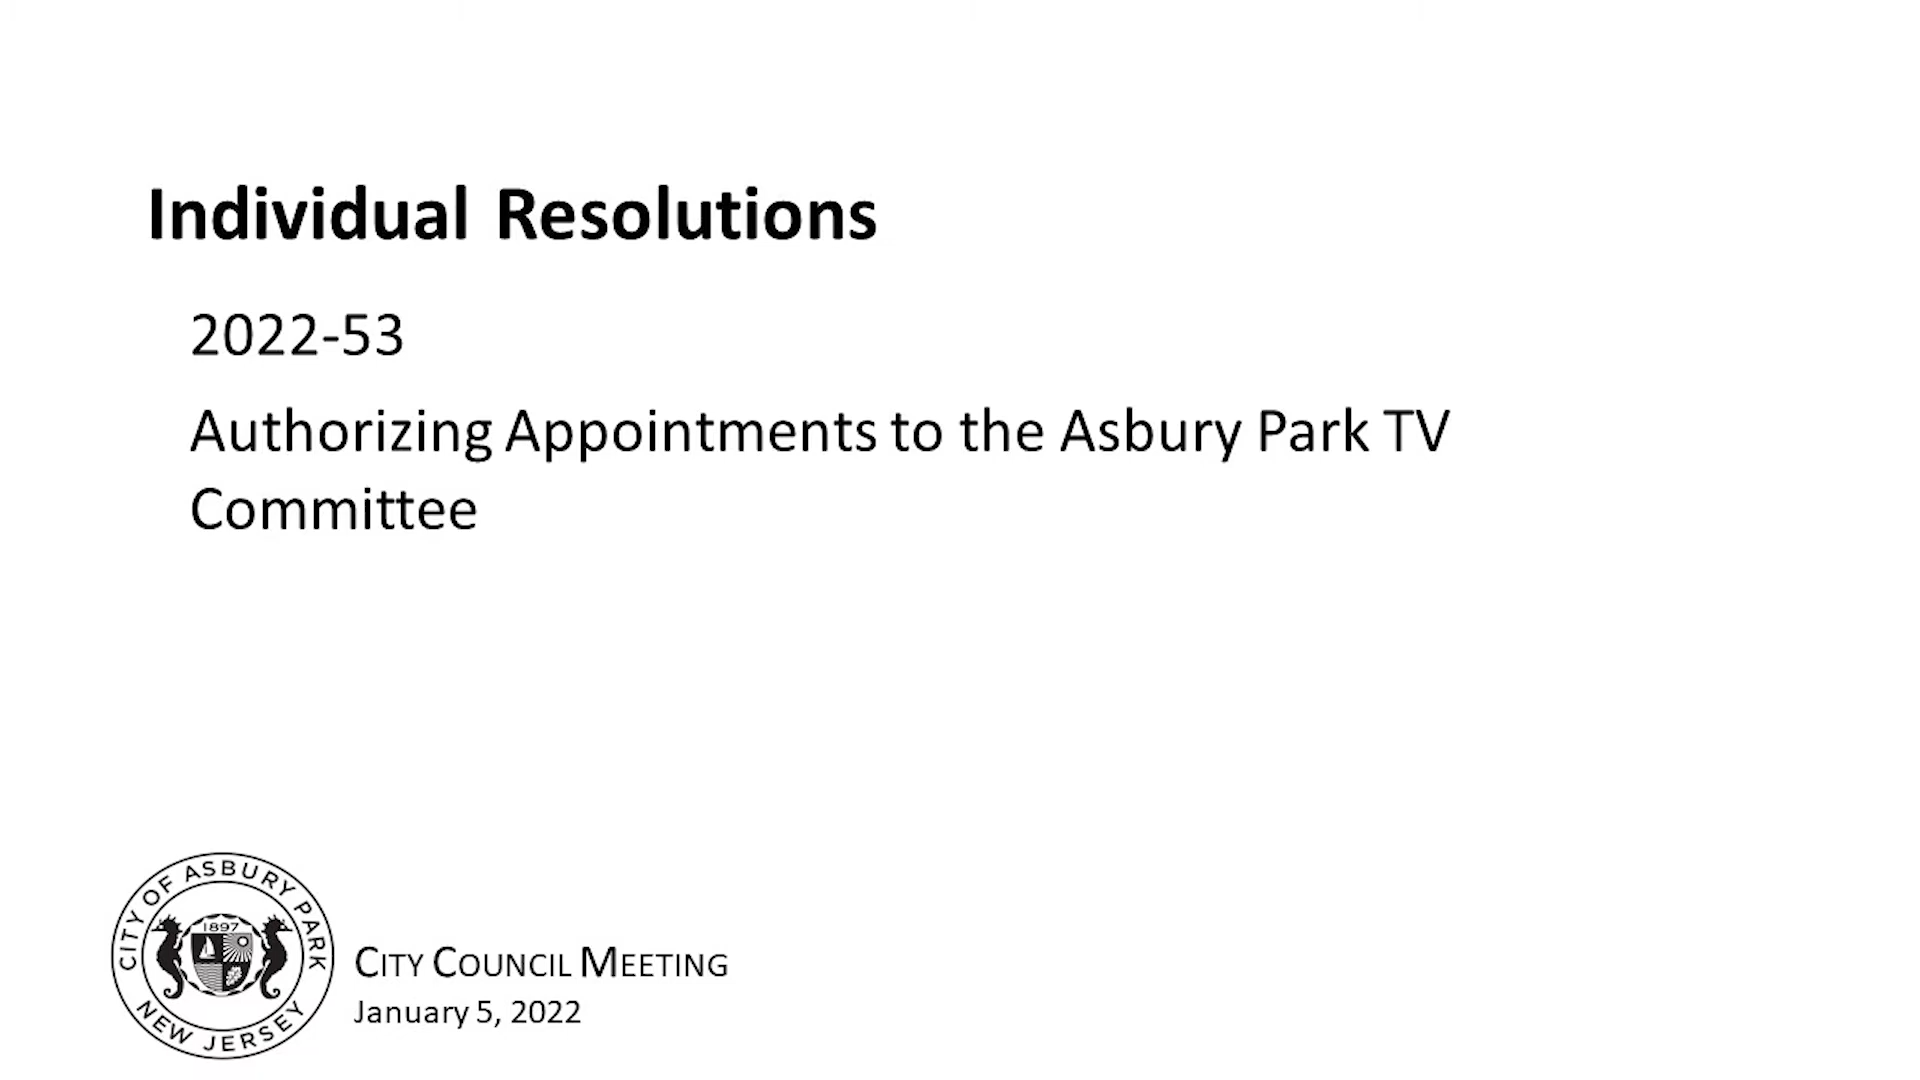 Individual Resolutions
2022-53
Authorizing Appointments to the Asbury Park TV
Committee
CITY OF ASBURY PARK
1897
NEW JERSEY
CITY COUNCIL MEETING
January 5, 2022